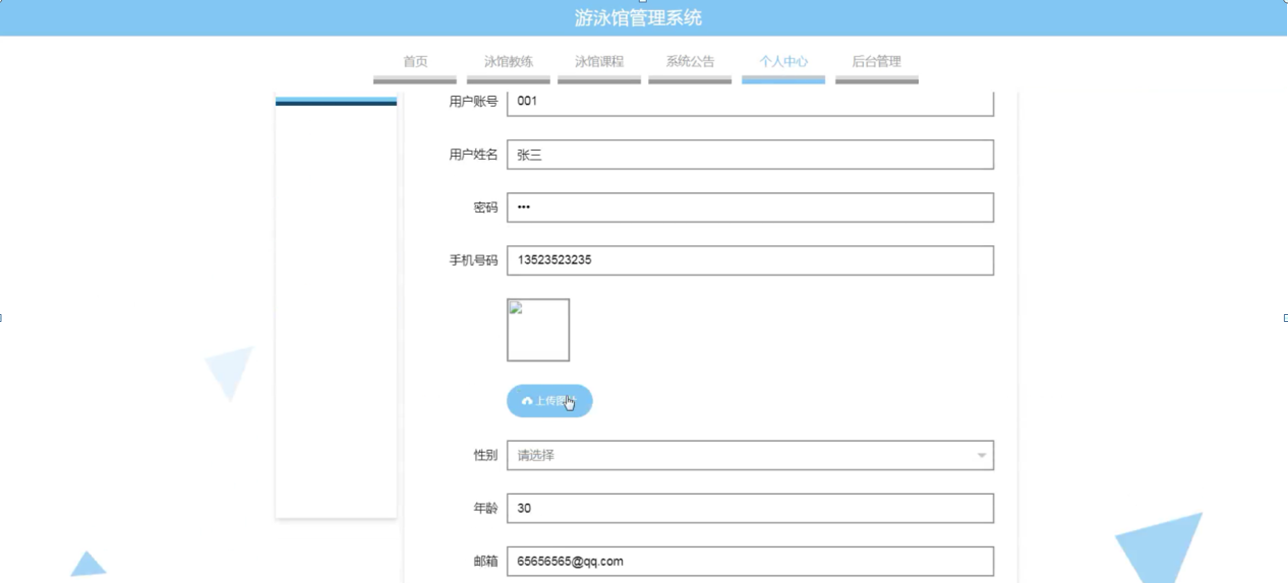 游泳馆管理系统
首页 泳馆教练 泳馆课程 系统公告 个人中心 后台管理
用户账号 001
用户姓名 张三
密码 •••
手机号码 13523523235
上传
性别 请选择
年龄 30
邮箱 65656565@qq.com